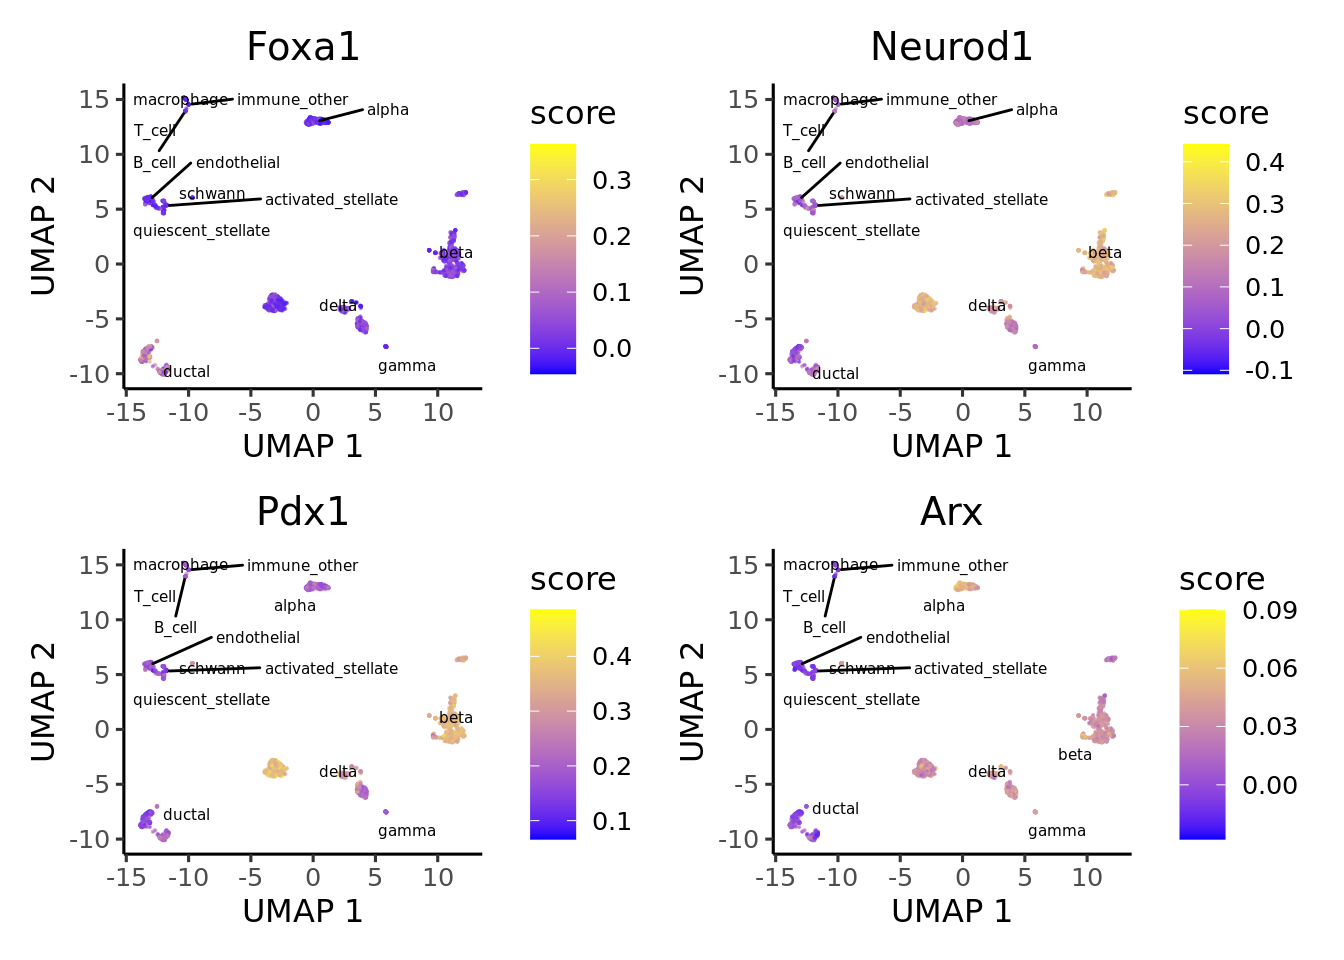 Foxa1
15
10
5
0
-5
-10
UMAP 2
macrophage
immune_other
alpha
T_cell
B_cell
endothelial
schwann
activated_stellate
quiescent_stellate
beta
delta
gamma
ductal
-15 -10 -5 0 5 10
UMAP 1
score
0.3
0.2
0.1
0.0
Neurod1
15
10
5
0
-5
-10
UMAP 2
macrophage
immune_other
alpha
T_cell
B_cell
endothelial
schwann
activated_stellate
quiescent_stellate
beta
delta
gamma
ductal
-15 -10 -5 0 5 10
UMAP 1
score
0.4
0.3
0.2
0.1
0.0
-0.1
Pdx1
15
10
5
0
-5
-10
UMAP 2
macrophage
immune_other
T_cell
alpha
B_cell
endothelial
schwann
activated_stellate
quiescent_stellate
beta
delta
ductal
gamma
-15 -10 -5 0 5 10
UMAP 1
score
0.4
0.3
0.2
0.1
Arx
15
10
5
0
-5
-10
UMAP 2
macrophage
immune_other
T_cell
alpha
B_cell
endothelial
schwann
activated_stellate
quiescent_stellate
beta
delta
ductal
gamma
-15 -10 -5 0 5 10
UMAP 1
score
0.09
0.06
0.03
0.00